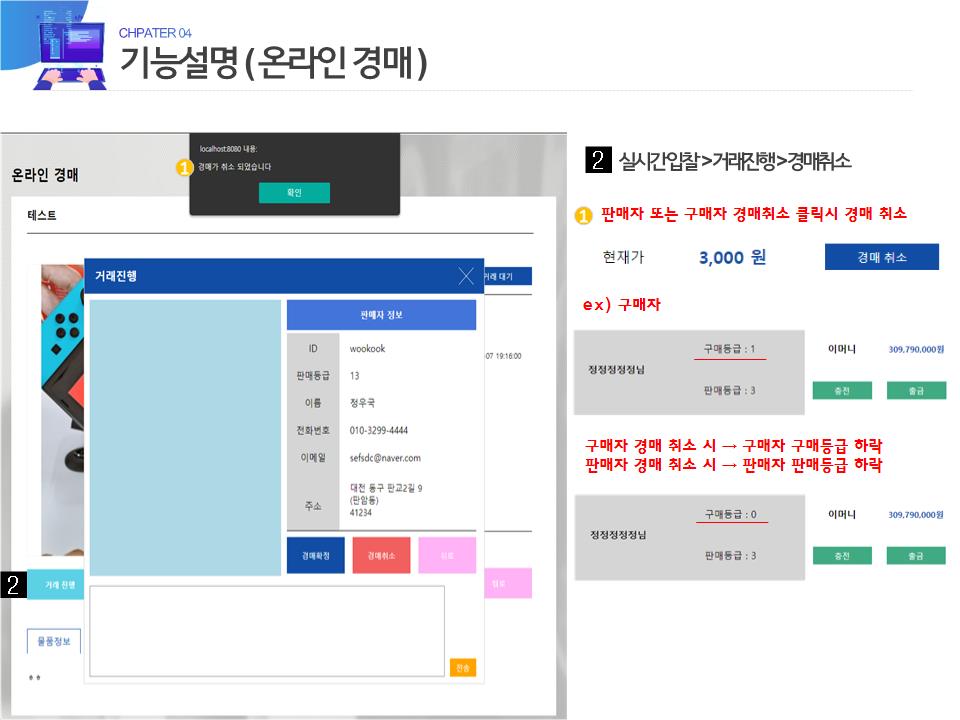 CHPATER 04
기능설명 ( 온라인 경매 )
localhost:8080 내용:
1
경매가 취소 되었습니다
확인
온라인 경매
테스트
거래진행
거래 대기
판매자 정보
ID wookook
판매등급 13
07 19:16:00
이름 정우국
전화번호 010-3299-4444
이메일 sefsdc@naver.com
주소 대전 동구 판교2길 9
(판암동)
41234
경매확정 경매취소
2
거래 진행
물품정보
전송
2 실시간입찰>거래진행>경매취소
1 판매자 또는 구매자 경매취소 클릭시 경매 취소
현재가 3,000 원 경매 취소
ex) 구매자
정정정정정님
구매등급 : 1
판매등급 : 3
이머니 309,790,000원
충전 출금
구매자 경매 취소 시 → 구매자 구매등급 하락
판매자 경매 취소 시 → 판매자 판매등급 하락
정정정정정님
구매등급 : 0
판매등급 : 3
이머니 309,790,000원
충전 출금